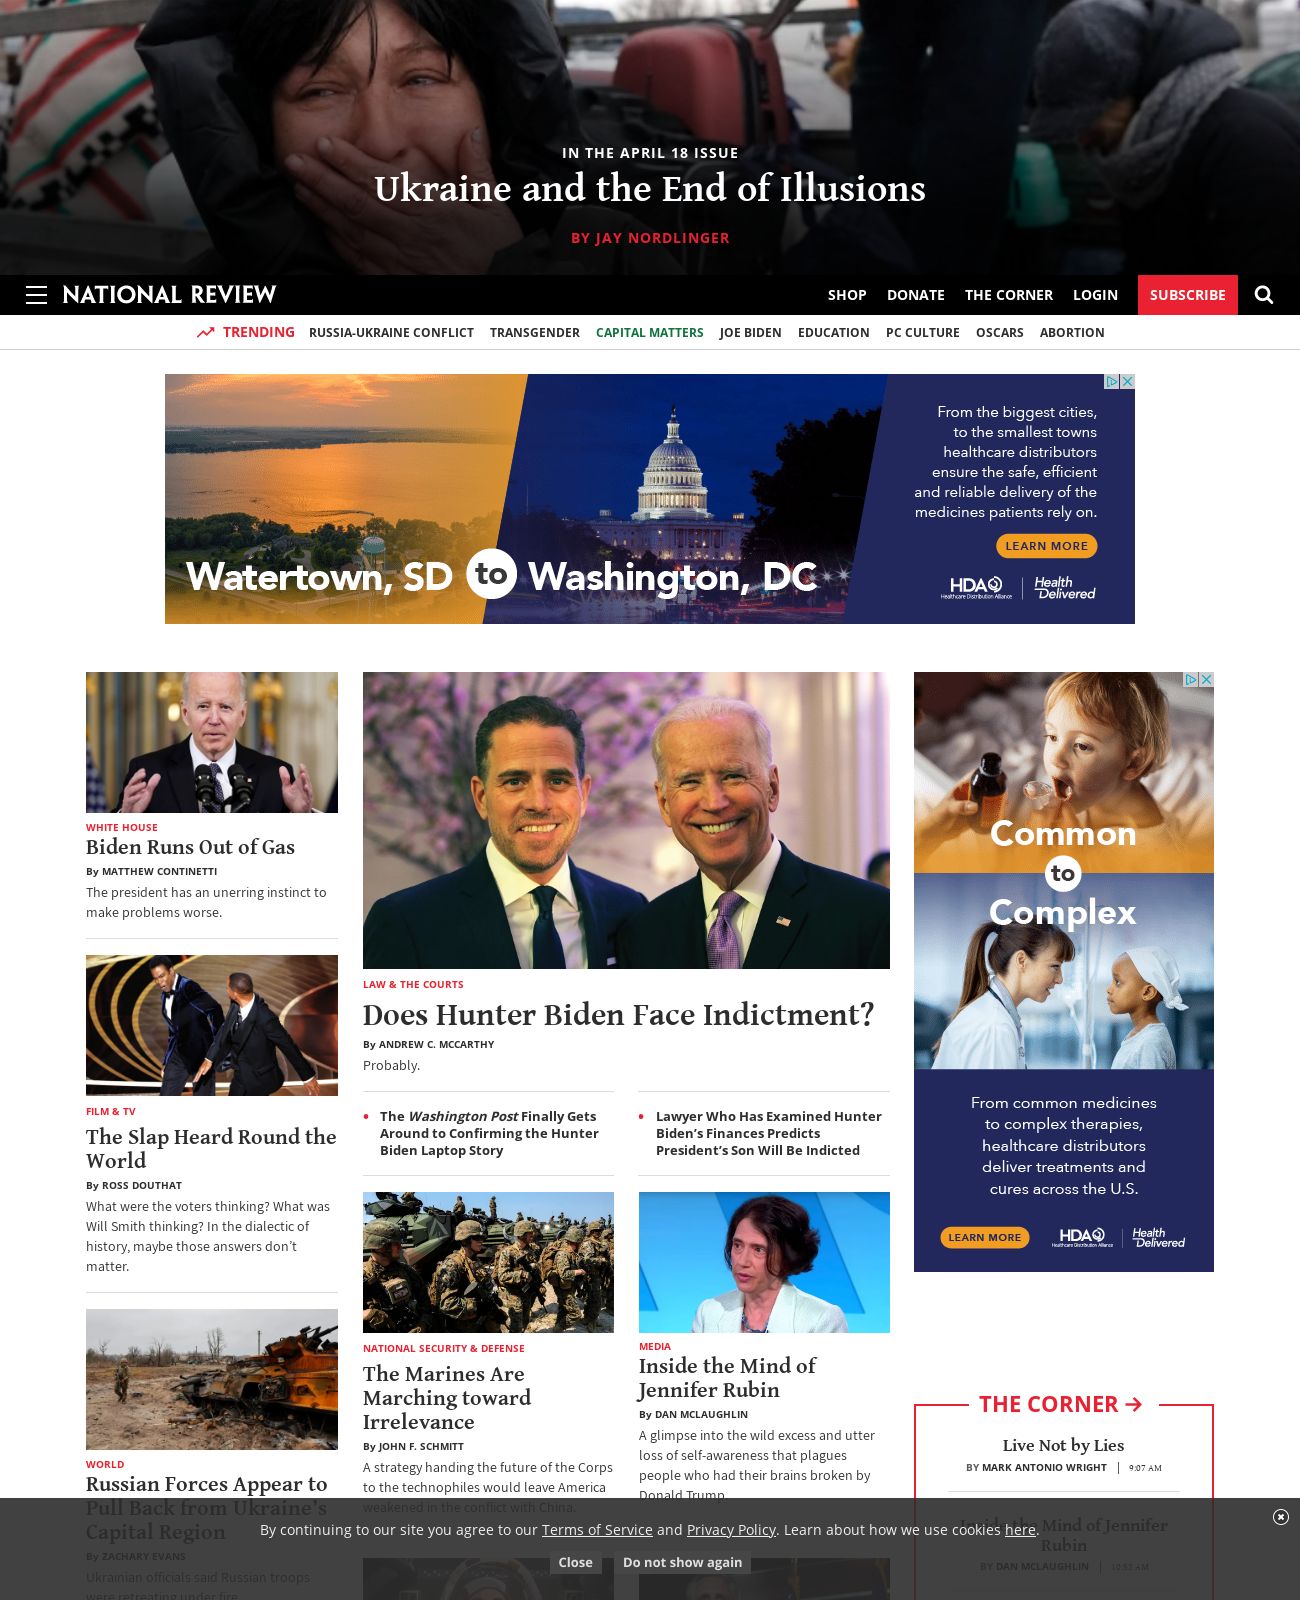 IN THE APRIL 18 ISSUE
Ukraine and the End of Illusions
BY JAY NORDLINGER
NATIONAL REVIEW
SHOP DONATE THE CORNER LOGIN SUBSCRIBE
TRENDING RUSSIA-UKRAINE CONFLICT TRANSGENDER CAPITAL MATTERS JOE BIDEN EDUCATION PC CULTURE OSCARS ABORTION
Watertown, SD to Washington, DC
From the biggest cities,
to the smallest towns
healthcare distributors
ensure the safe, efficient
and reliable delivery of the
medicines patients rely on.
LEARN MORE
HDA Health
Healthcare Distribution Alliance Delivered
WHITE HOUSE
Biden Runs Out of Gas
By MATTHEW CONTINETTI
The president has an unerring instinct to
make problems worse.
FILM & TV
The Slap Heard Round the
World
By ROSS DOUTHAT
What were the voters thinking? What was
Will Smith thinking? In the dialectic of
history, maybe those answers don’t
matter.
WORLD
Russian Forces Appear to
Pull Back from Ukraine’s
Capital Region
By ZACHARY EVANS
Ukrainian officials said Russian troops
were retreating under fire
LAW & THE COURTS
Does Hunter Biden Face Indictment?
By ANDREW C. MCCARTHY
Probably.
• The Washington Post Finally Gets
Around to Confirming the Hunter
Biden Laptop Story
• Lawyer Who Has Examined Hunter
Biden’s Finances Predicts
President’s Son Will Be Indicted
NATIONAL SECURITY & DEFENSE
The Marines Are
Marching toward
Irrelevance
By JOHN F. SCHMITT
A strategy handing the future of the Corps
to the technophiles would leave America
weakened in the conflict with China.
MEDIA
Inside the Mind of
Jennifer Rubin
By DAN MCLAUGHLIN
A glimpse into the wild excess and utter
loss of self-awareness that plagues
people who had their brains broken by
Donald Trump.
Common
to
Complex
From common medicines
to complex therapies,
healthcare distributors
deliver treatments and
cures across the U.S.
LEARN MORE HDA Health
Healthcare Distribution Alliance Delivered
THE CORNER
Live Not by Lies
BY MARK ANTONIO WRIGHT | 9:07 AM
Inside the Mind of Jennifer
Rubin
BY DAN MCLAUGHLIN | 10:52 AM
By continuing to our site you agree to our Terms of Service and Privacy Policy. Learn about how we use cookies here.
Close Do not show again